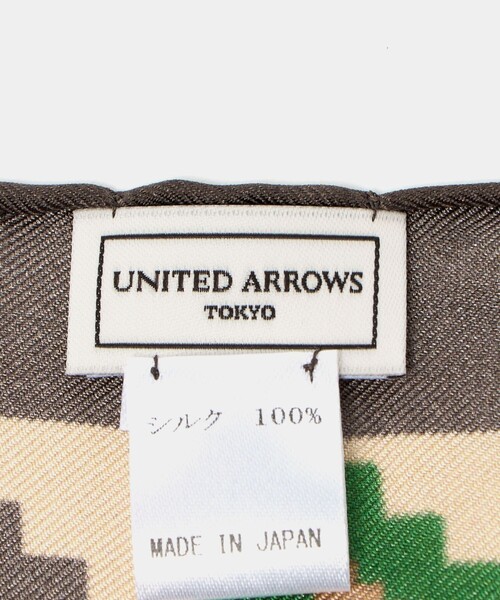 UNITED ARROWS
TOKYO
シルク 100%
MADE IN JAPAN